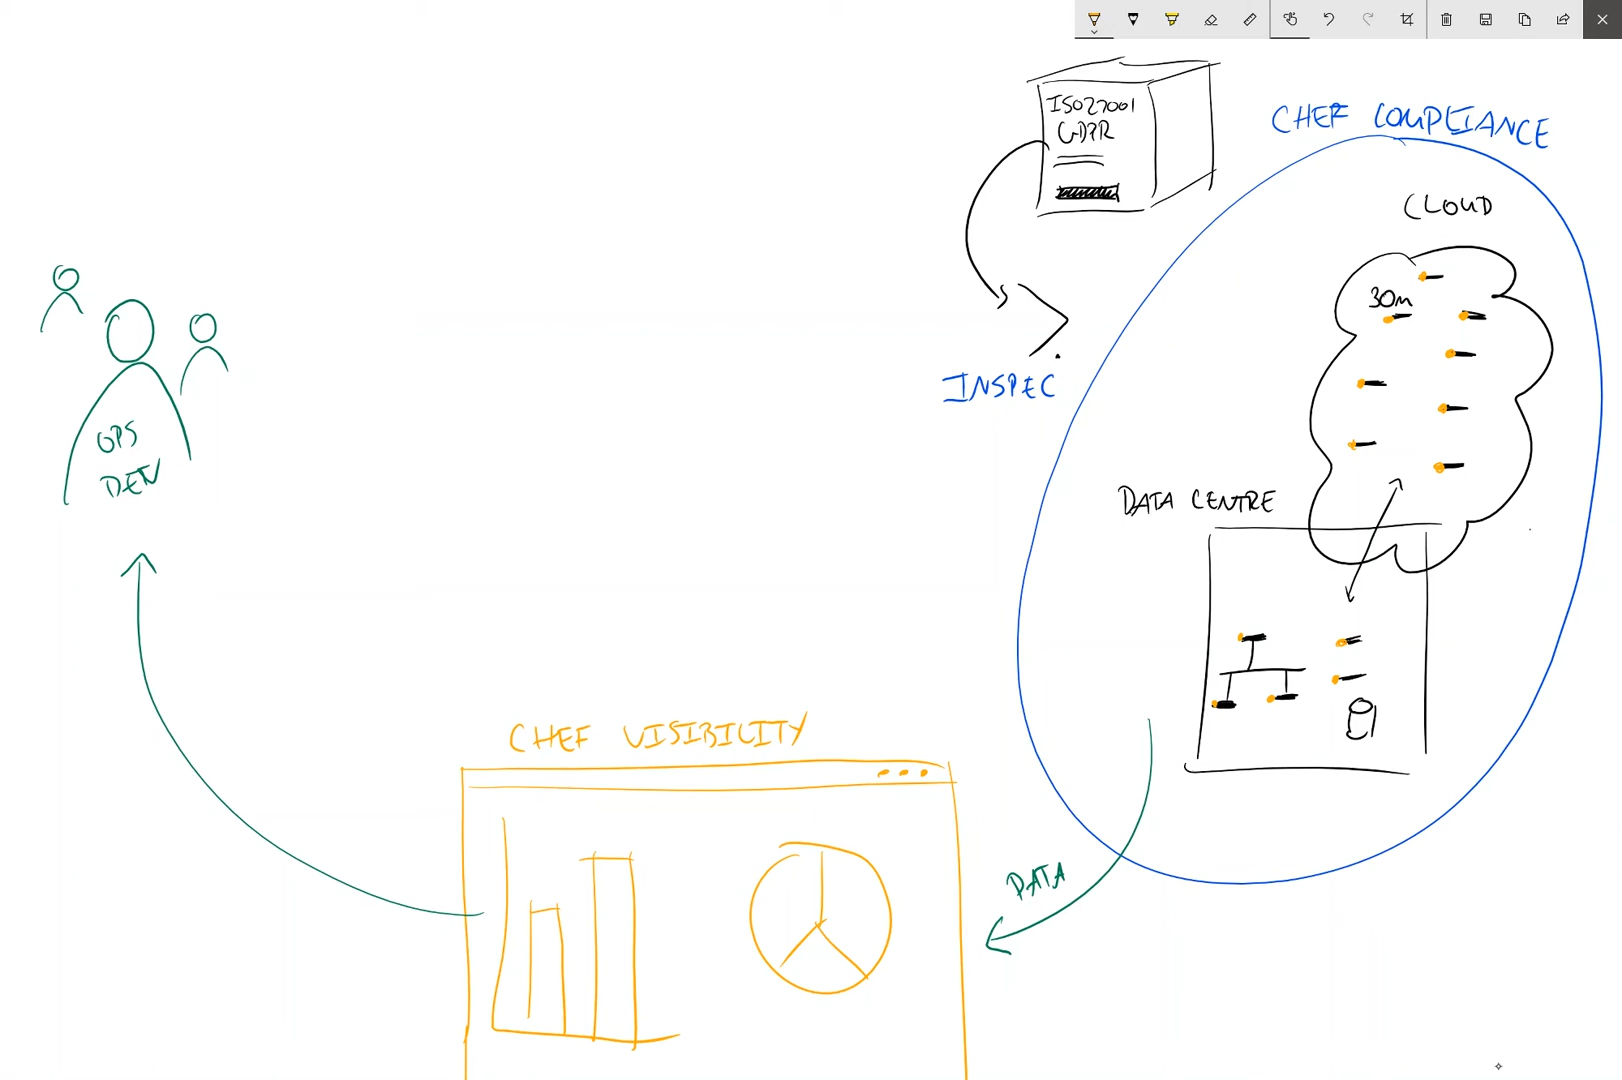 ISO27001
GDPR
CHEF COMPLIANCE
CLOUD
30m
INSPEC
OPS
DEV
DATA CENTRE
CHEF VISIBILITY
DATA